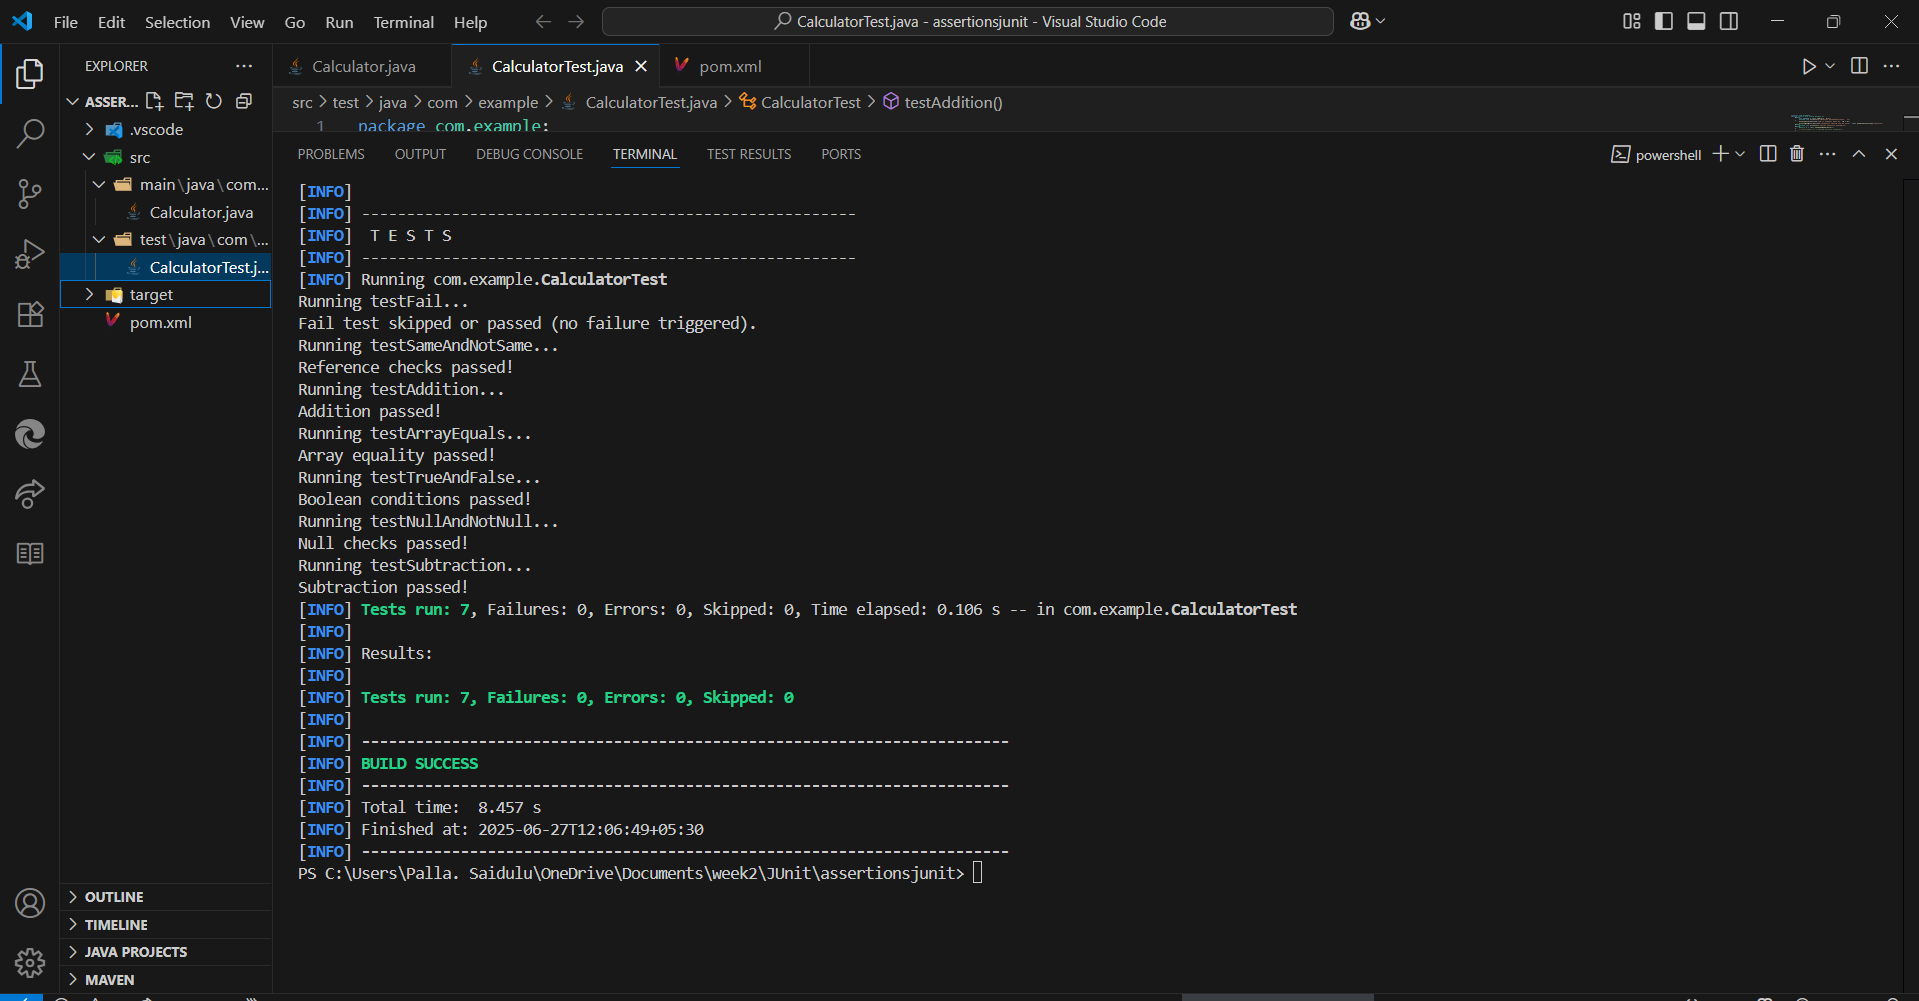 File Edit Selection View Go Run Terminal Help
CalculatorTest.java - assertionsjunit - Visual Studio Code
EXPLORER
ASSER...
.vscode
src
main\java\com...
Calculator.java
test\java\com\...
CalculatorTest.j...
target
pom.xml
OUTLINE
TIMELINE
JAVA PROJECTS
MAVEN
Calculator.java CalculatorTest.java pom.xml
src > test > java > com > example > CalculatorTest.java > CalculatorTest > testAddition()
1 package com.example;
PROBLEMS OUTPUT DEBUG CONSOLE TERMINAL TEST RESULTS PORTS
powershell
[INFO]
[INFO] -------------------------------------------------------
[INFO]  T E S T S
[INFO] -------------------------------------------------------
[INFO] Running com.example.CalculatorTest
Running testFail...
Fail test skipped or passed (no failure triggered).
Running testSameAndNotSame...
Reference checks passed!
Running testAddition...
Addition passed!
Running testArrayEquals...
Array equality passed!
Running testTrueAndFalse...
Boolean conditions passed!
Running testNullAndNotNull...
Null checks passed!
Running testSubtraction...
Subtraction passed!
[INFO] Tests run: 7, Failures: 0, Errors: 0, Skipped: 0, Time elapsed: 0.106 s -- in com.example.CalculatorTest
[INFO]
[INFO] Results:
[INFO]
[INFO] Tests run: 7, Failures: 0, Errors: 0, Skipped: 0
[INFO]
[INFO] ------------------------------------------------------------------------
[INFO] BUILD SUCCESS
[INFO] ------------------------------------------------------------------------
[INFO] Total time:  8.457 s
[INFO] Finished at: 2025-06-27T12:06:49+05:30
[INFO] ------------------------------------------------------------------------
PS C:\Users\Palla. Saidulu\OneDrive\Documents\week2\JUnit\assertionsjunit>